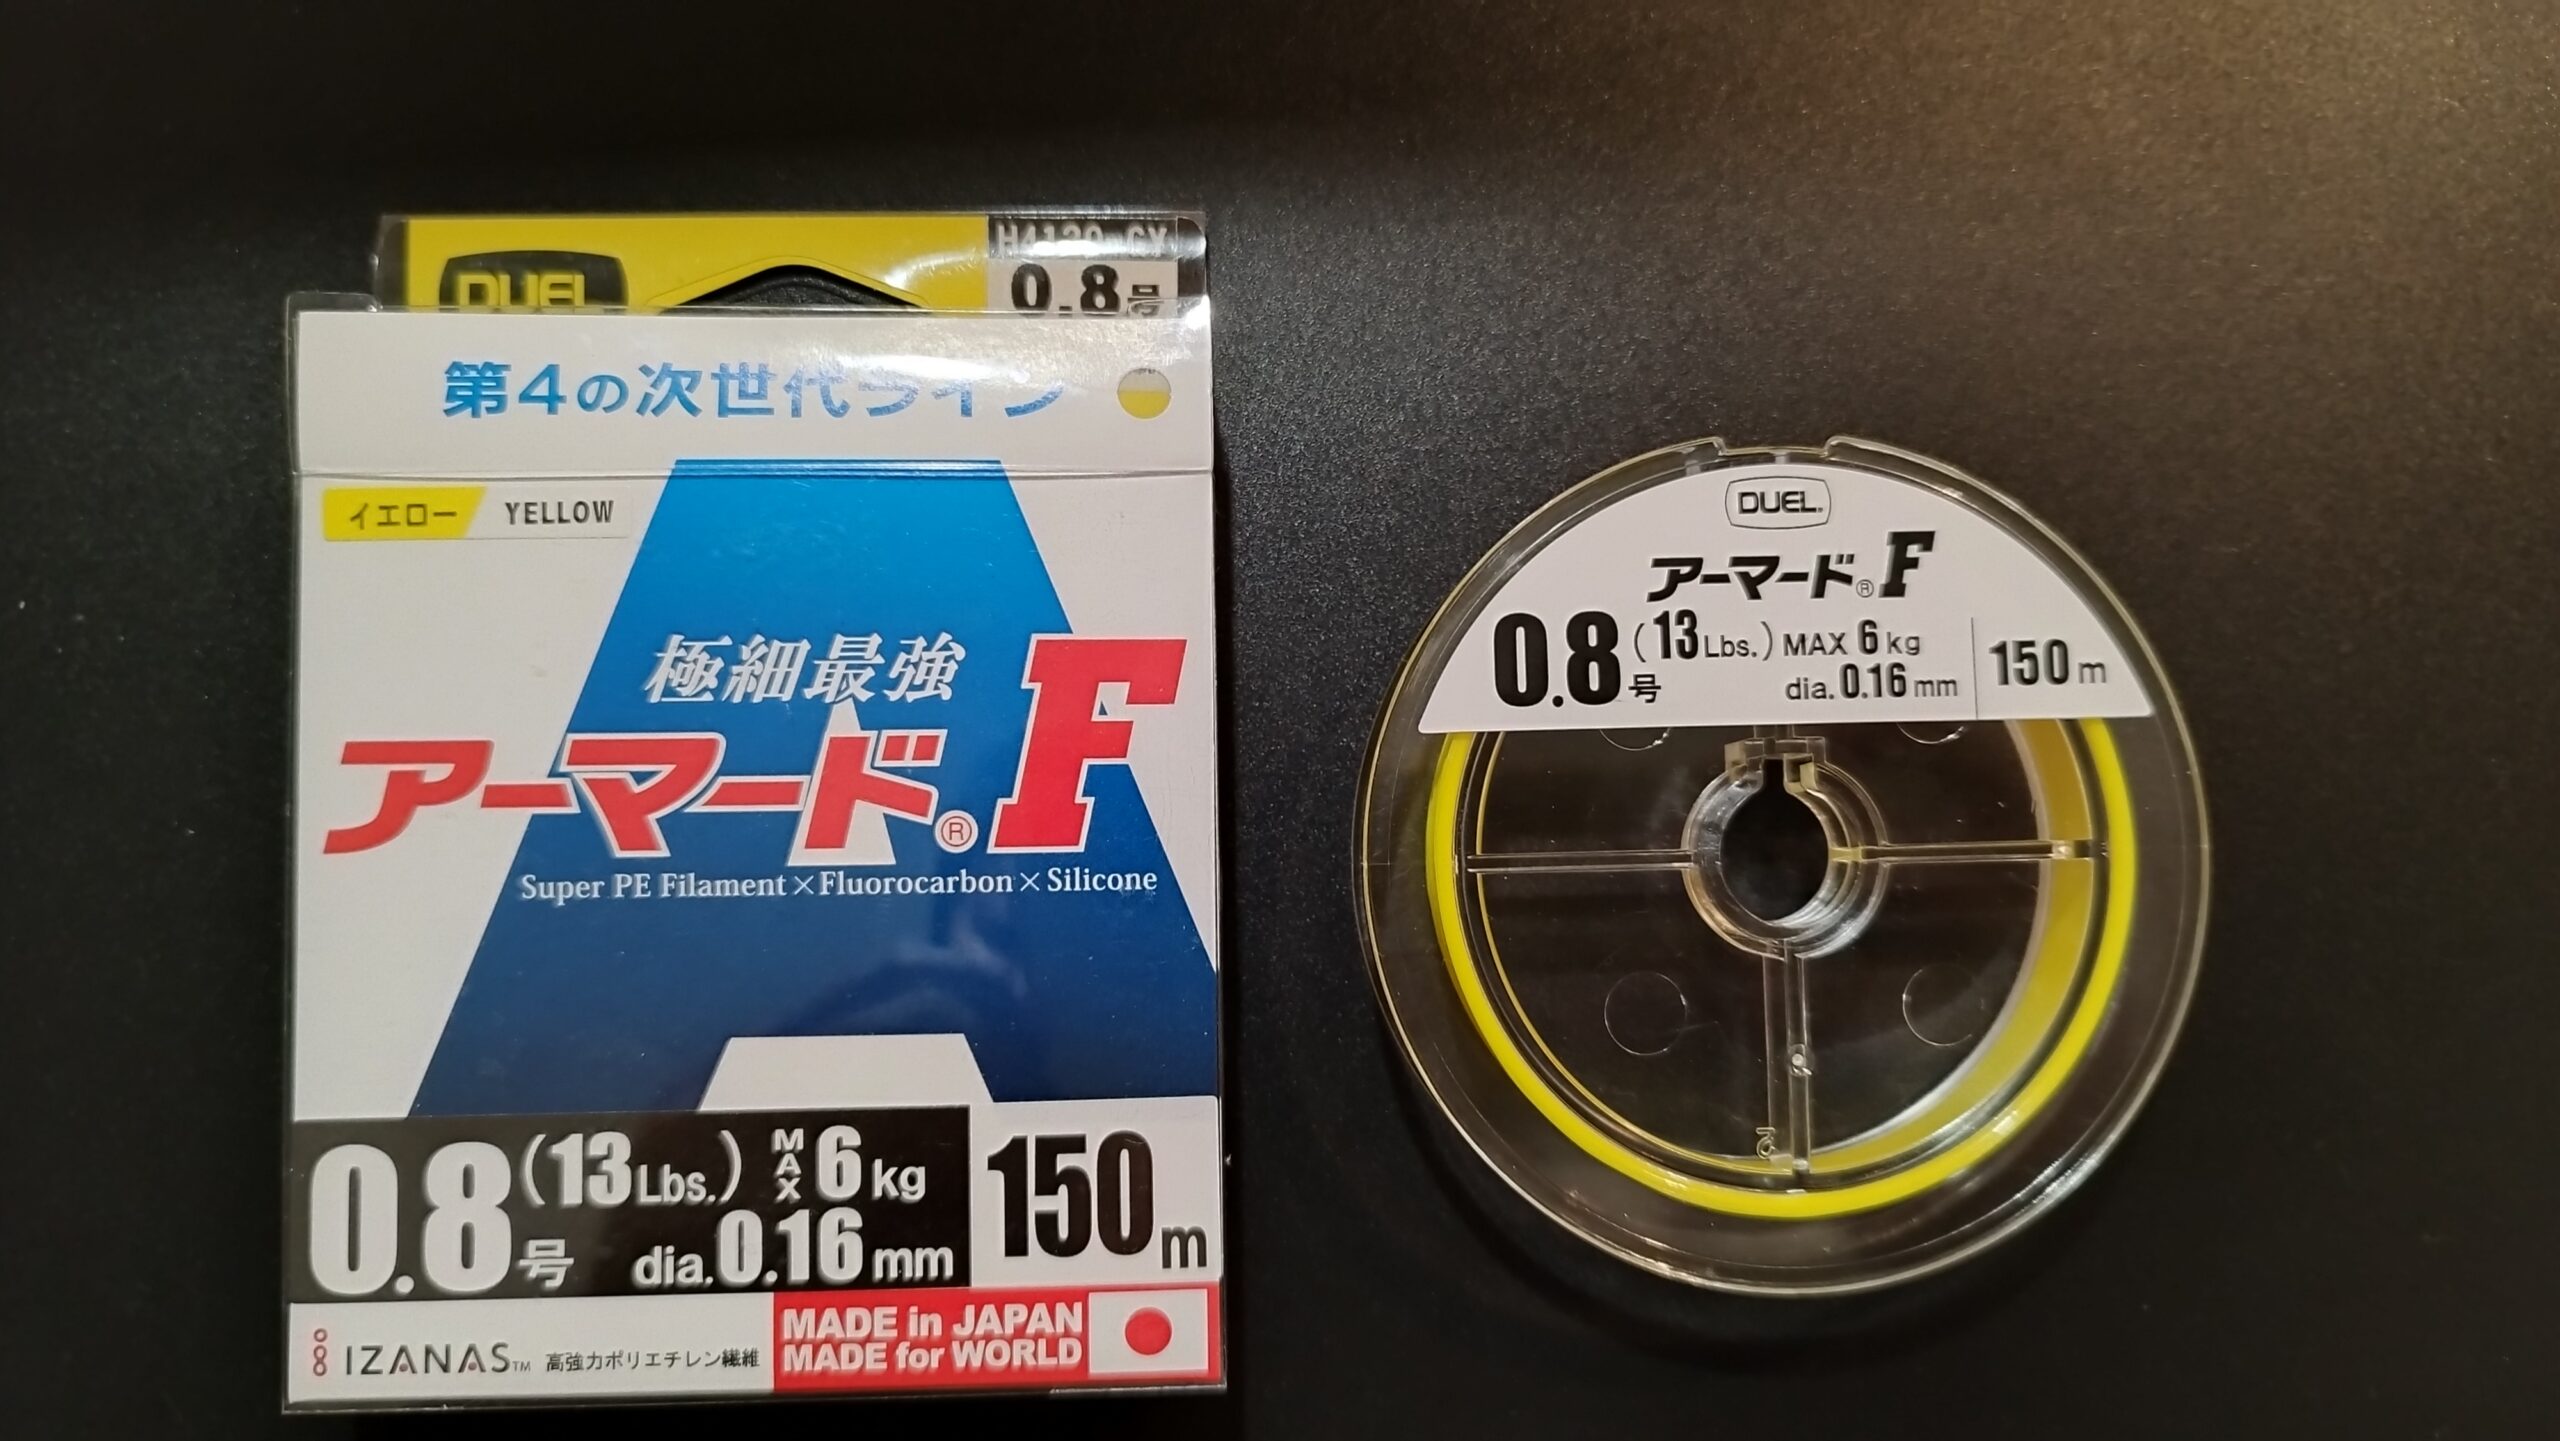 DUEL
0.8号
第4の次世代ライン
イエロー YELLOW
極細最強
アーマード® F
Super PE Filament×Fluorocarbon×Silicone
0.8号 (13Lbs.) MAX 6kg
dia. 0.16mm
150m
IZANAS™ 高強力ポリエチレン繊維
MADE in JAPAN
MADE for WORLD
DUEL®
アーマード® F
0.8号 (13Lbs.) MAX 6kg
dia. 0.16mm
150m